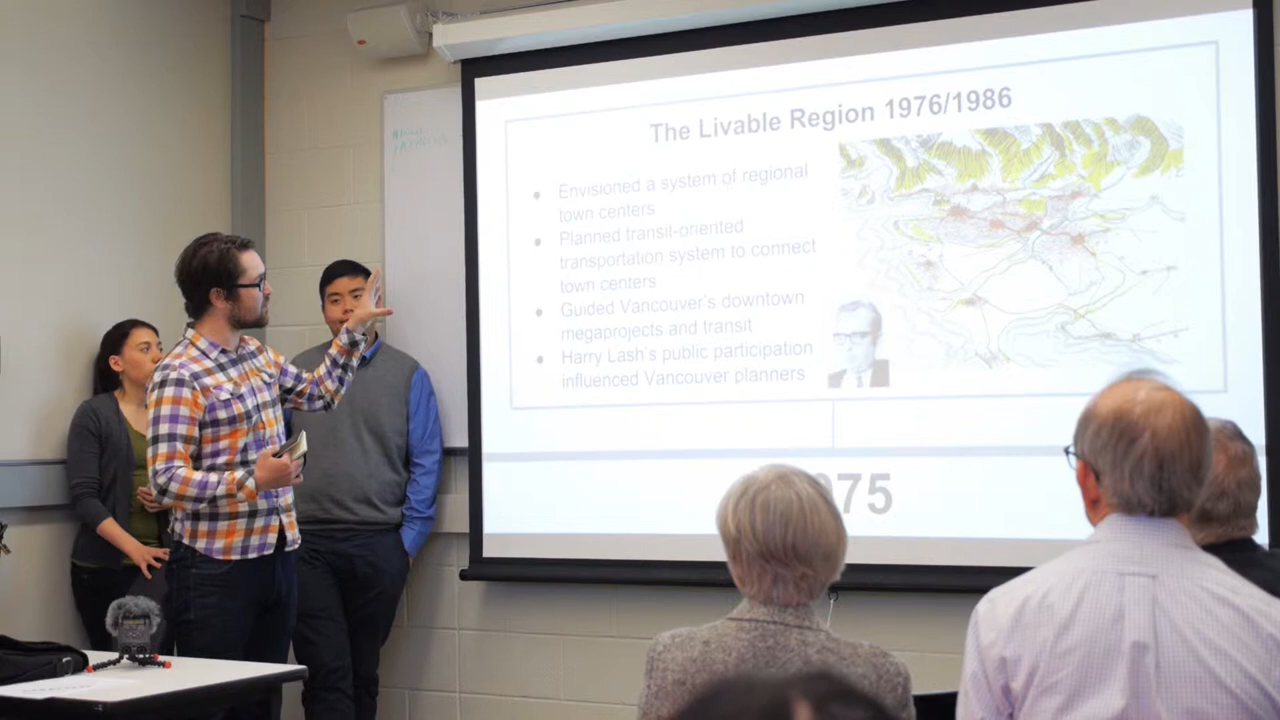 The Livable Region 1976/1986
● Envisioned a system of regional
town centers
● Planned transit-oriented
transportation system to connect
town centers
● Guided Vancouver's downtown
megaprojects and transit
● Harry Lash's public participation
influenced Vancouver planners
75